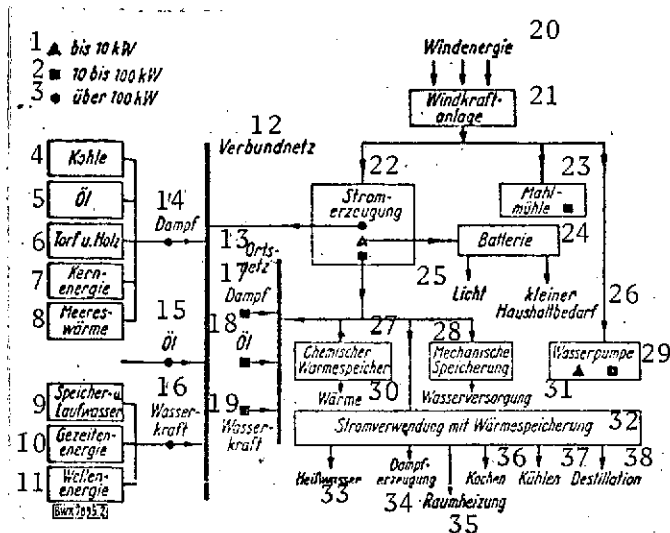 1 ▲ bis 10 kW
2 ■ 10 bis 100 kW
3 ● über 100 kW
4 Kohle
5 Öl
6 Torf u. Holz
7 Kern-
energie
8 Meeres-
wärme
9 Speicher- u.
Laufwasser
10 Gezeiten-
energie
11 Wellen-
energie
12
Verbundnetz
13
Orts-
netz
14
Dampf
15
Öl
16
Wasser-
kraft
17
Dampf
18
Öl
19
Wasser-
kraft
20
Windenergie
21
Windkraft-
anlage
22
Strom-
erzeugung
23
Mahl-
mühle
24
Batterie
25
Licht
kleiner
Haushaltbedarf
26
27
Chemischer
Wärmespeicher
28
Mechanische
Speicherung
29
Wasserpumpe
30
Wärme
Wasserversorgung
31
32
Stromverwendung mit Wärmespeicherung
33
Heißwasser
34
Dampf-
erzeugung
35
Raumheizung
36
Kochen
37
Kühlen
38
Destillation